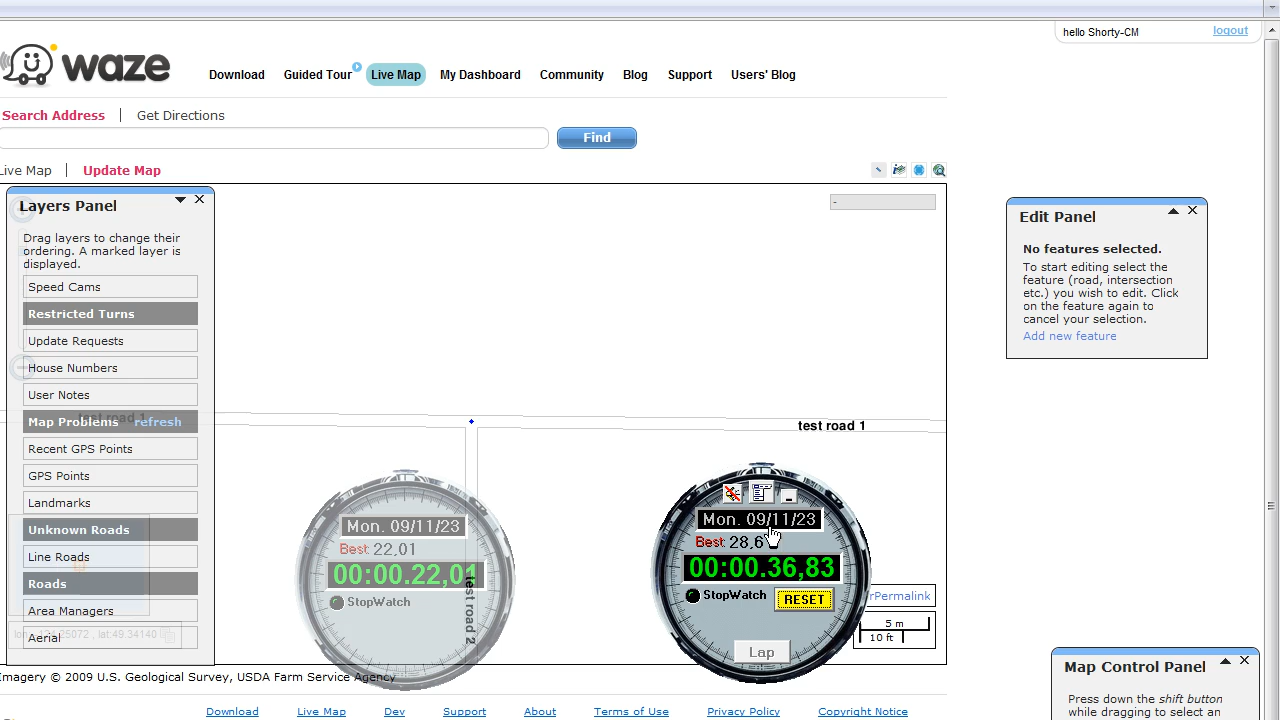 hello Shorty-CM logout
waze
Download Guided Tour Live Map My Dashboard Community Blog Support Users' Blog
Search Address | Get Directions
Find
Live Map | Update Map
Layers Panel
Drag layers to change their
ordering. A marked layer is
displayed.
Speed Cams
Restricted Turns
Update Requests
House Numbers
User Notes
test road 1
Map Problems refresh
Recent GPS Points
GPS Points
Landmarks
Unknown Roads
Line Roads
Roads
Area Managers
Aerial
-
test road 1
test road 2
Mon. 09/11/23
Best 22,01
00:00.22,01
StopWatch
Mon. 09/11/23
Best 28,6
00:00.36,83
StopWatch RESET
Lap
Permalink
5 m
10 ft
Edit Panel
No features selected.
To start editing select the
feature (road, intersection
etc.) you wish to edit. Click
on the feature again to
cancel your selection.
Add new feature
Map Control Panel
Press down the shift button
while dragging to select an
Imagery © 2009 U.S. Geological Survey, USDA Farm Service Agency
Download Live Map Dev Support About Terms of Use Privacy Policy Copyright Notice